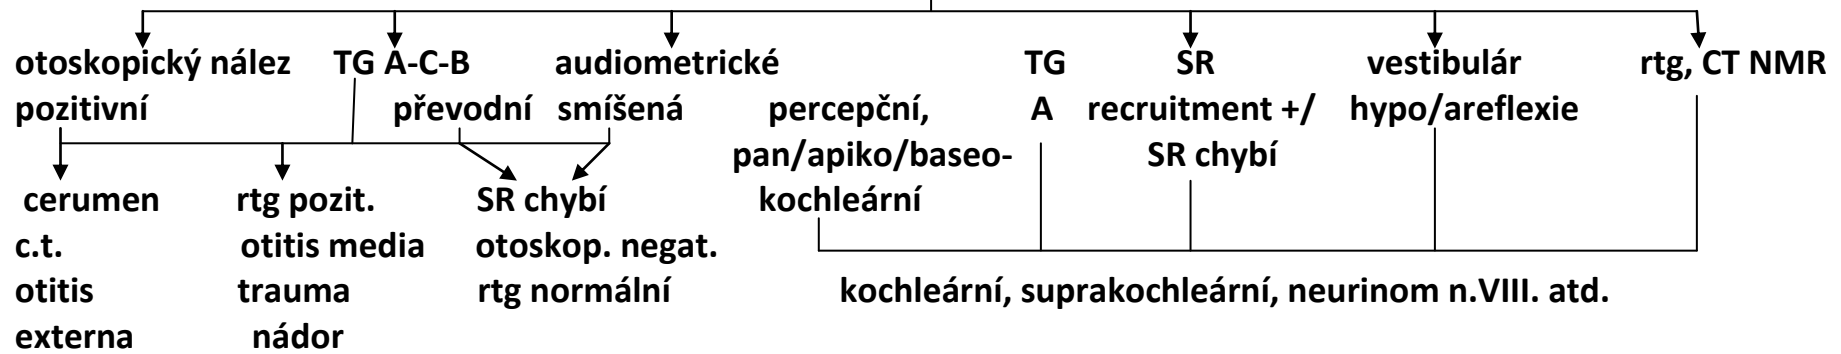 otoskopický nález TG A-C-B audiometrické TG SR vestibulár rtg, CT NMR
pozitivní převodní smíšená percepční, A recruitment +/ hypo/areflexie
pan/apiko/baseo- SR chybí
cerumen rtg pozit. SR chybí kochleární
c.t. otitis media otoskop. negat.
otitis trauma rtg normální kochleární, suprakochleární, neurinom n.VIII. atd.
externa nádor